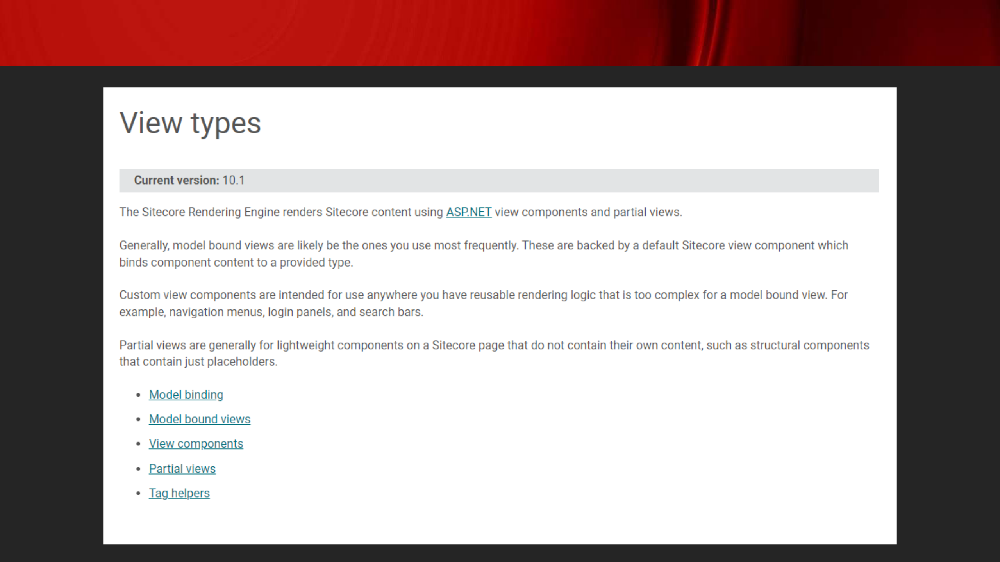 View types
Current version: 10.1
The Sitecore Rendering Engine renders Sitecore content using ASP.NET view components and partial views.
Generally, model bound views are likely be the ones you use most frequently. These are backed by a default Sitecore view component which
binds component content to a provided type.
Custom view components are intended for use anywhere you have reusable rendering logic that is too complex for a model bound view. For
example, navigation menus, login panels, and search bars.
Partial views are generally for lightweight components on a Sitecore page that do not contain their own content, such as structural components
that contain just placeholders.
• Model binding
• Model bound views
• View components
• Partial views
• Tag helpers